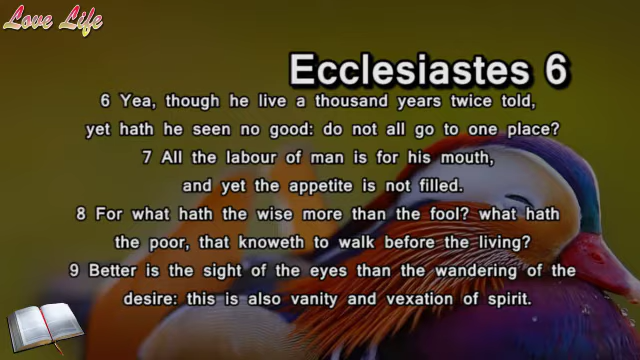 Love Life
Ecclesiastes 6
6 Yea, though he live a thousand years twice told,
yet hath he seen no good: do not all go to one place?
7 All the labour of man is for his mouth,
and yet the appetite is not filled.
8 For what hath the wise more than the fool? what hath
the poor, that knoweth to walk before the living?
9 Better is the sight of the eyes than the wandering of the
desire: this is also vanity and vexation of spirit.